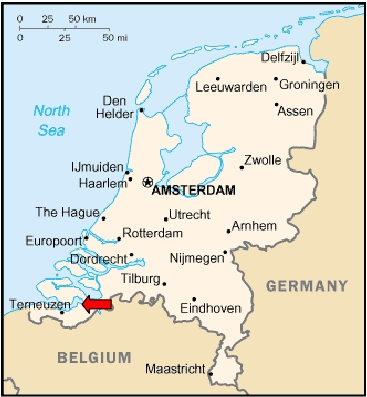 0 25 50 km
0 25 50 mi
North
Sea
Delfzijl
Leeuwarden
Groningen
Assen
Den
Helder
Zwolle
IJmuiden
Haarlem
AMSTERDAM
The Hague
Utrecht
Arnhem
Europoort
Rotterdam
Dordrecht
Nijmegen
Tilburg
GERMANY
Terneuzen
Eindhoven
BELGIUM
Maastricht